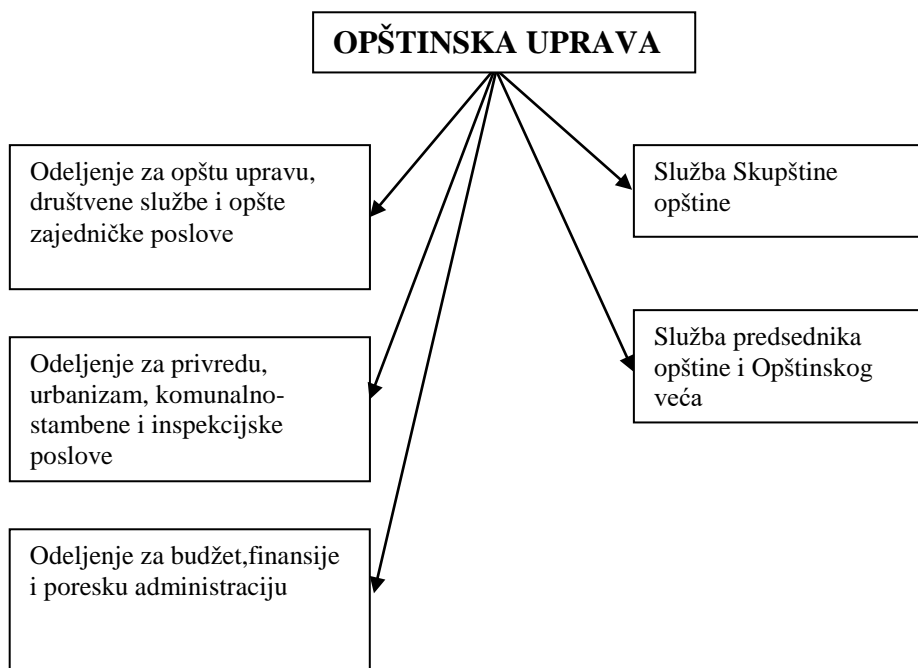 OPŠTINSKA UPRAVA
Odeljenje za opštu upravu,
društvene službe i opšte
zajedničke poslove
Služba Skupštine
opštine
Odeljenje za privredu,
urbanizam, komunalno-
stambene i inspekcijske
poslove
Služba predsednika
opštine i Opštinskog
veća
Odeljenje za budžet,finansije
i poresku administraciju